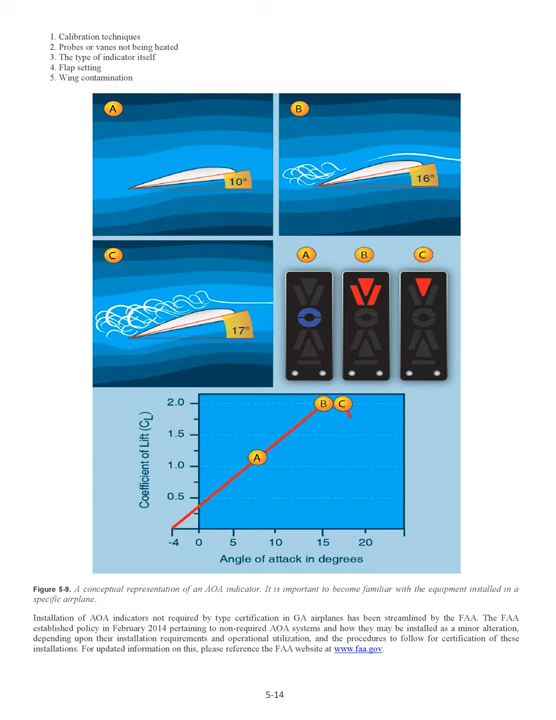 1. Calibration techniques
2. Probes or vanes not being heated
3. The type of indicator itself
4. Flap setting
5. Wing contamination
A
B
10°
16°
C
A
B
C
17°
Coefficient of Lift (CL)
2.0
1.5
1.0
0.5
B
C
A
-4
0
5
10
15
20
Angle of attack in degrees
Figure 5-9. A conceptual representation of an AOA indicator. It is important to become familiar with the equipment installed in a
specific airplane.
Installation of AOA indicators not required by type certification in GA airplanes has been streamlined by the FAA. The FAA
established policy in February 2014 pertaining to non-required AOA systems and how they may be installed as a minor alteration,
depending upon their installation requirements and operational utilization, and the procedures to follow for certification of these
installations. For updated information on this, please reference the FAA website at www.faa.gov.
5-14